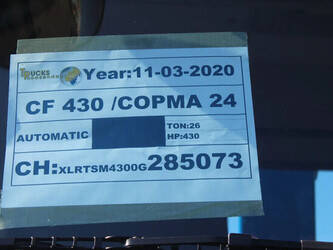 TRUCKS
Year:11-03-2020
CF 430 /COPMA 24
AUTOMATIC
TON:26
HP:430
CH:XLRTSM4300G285073